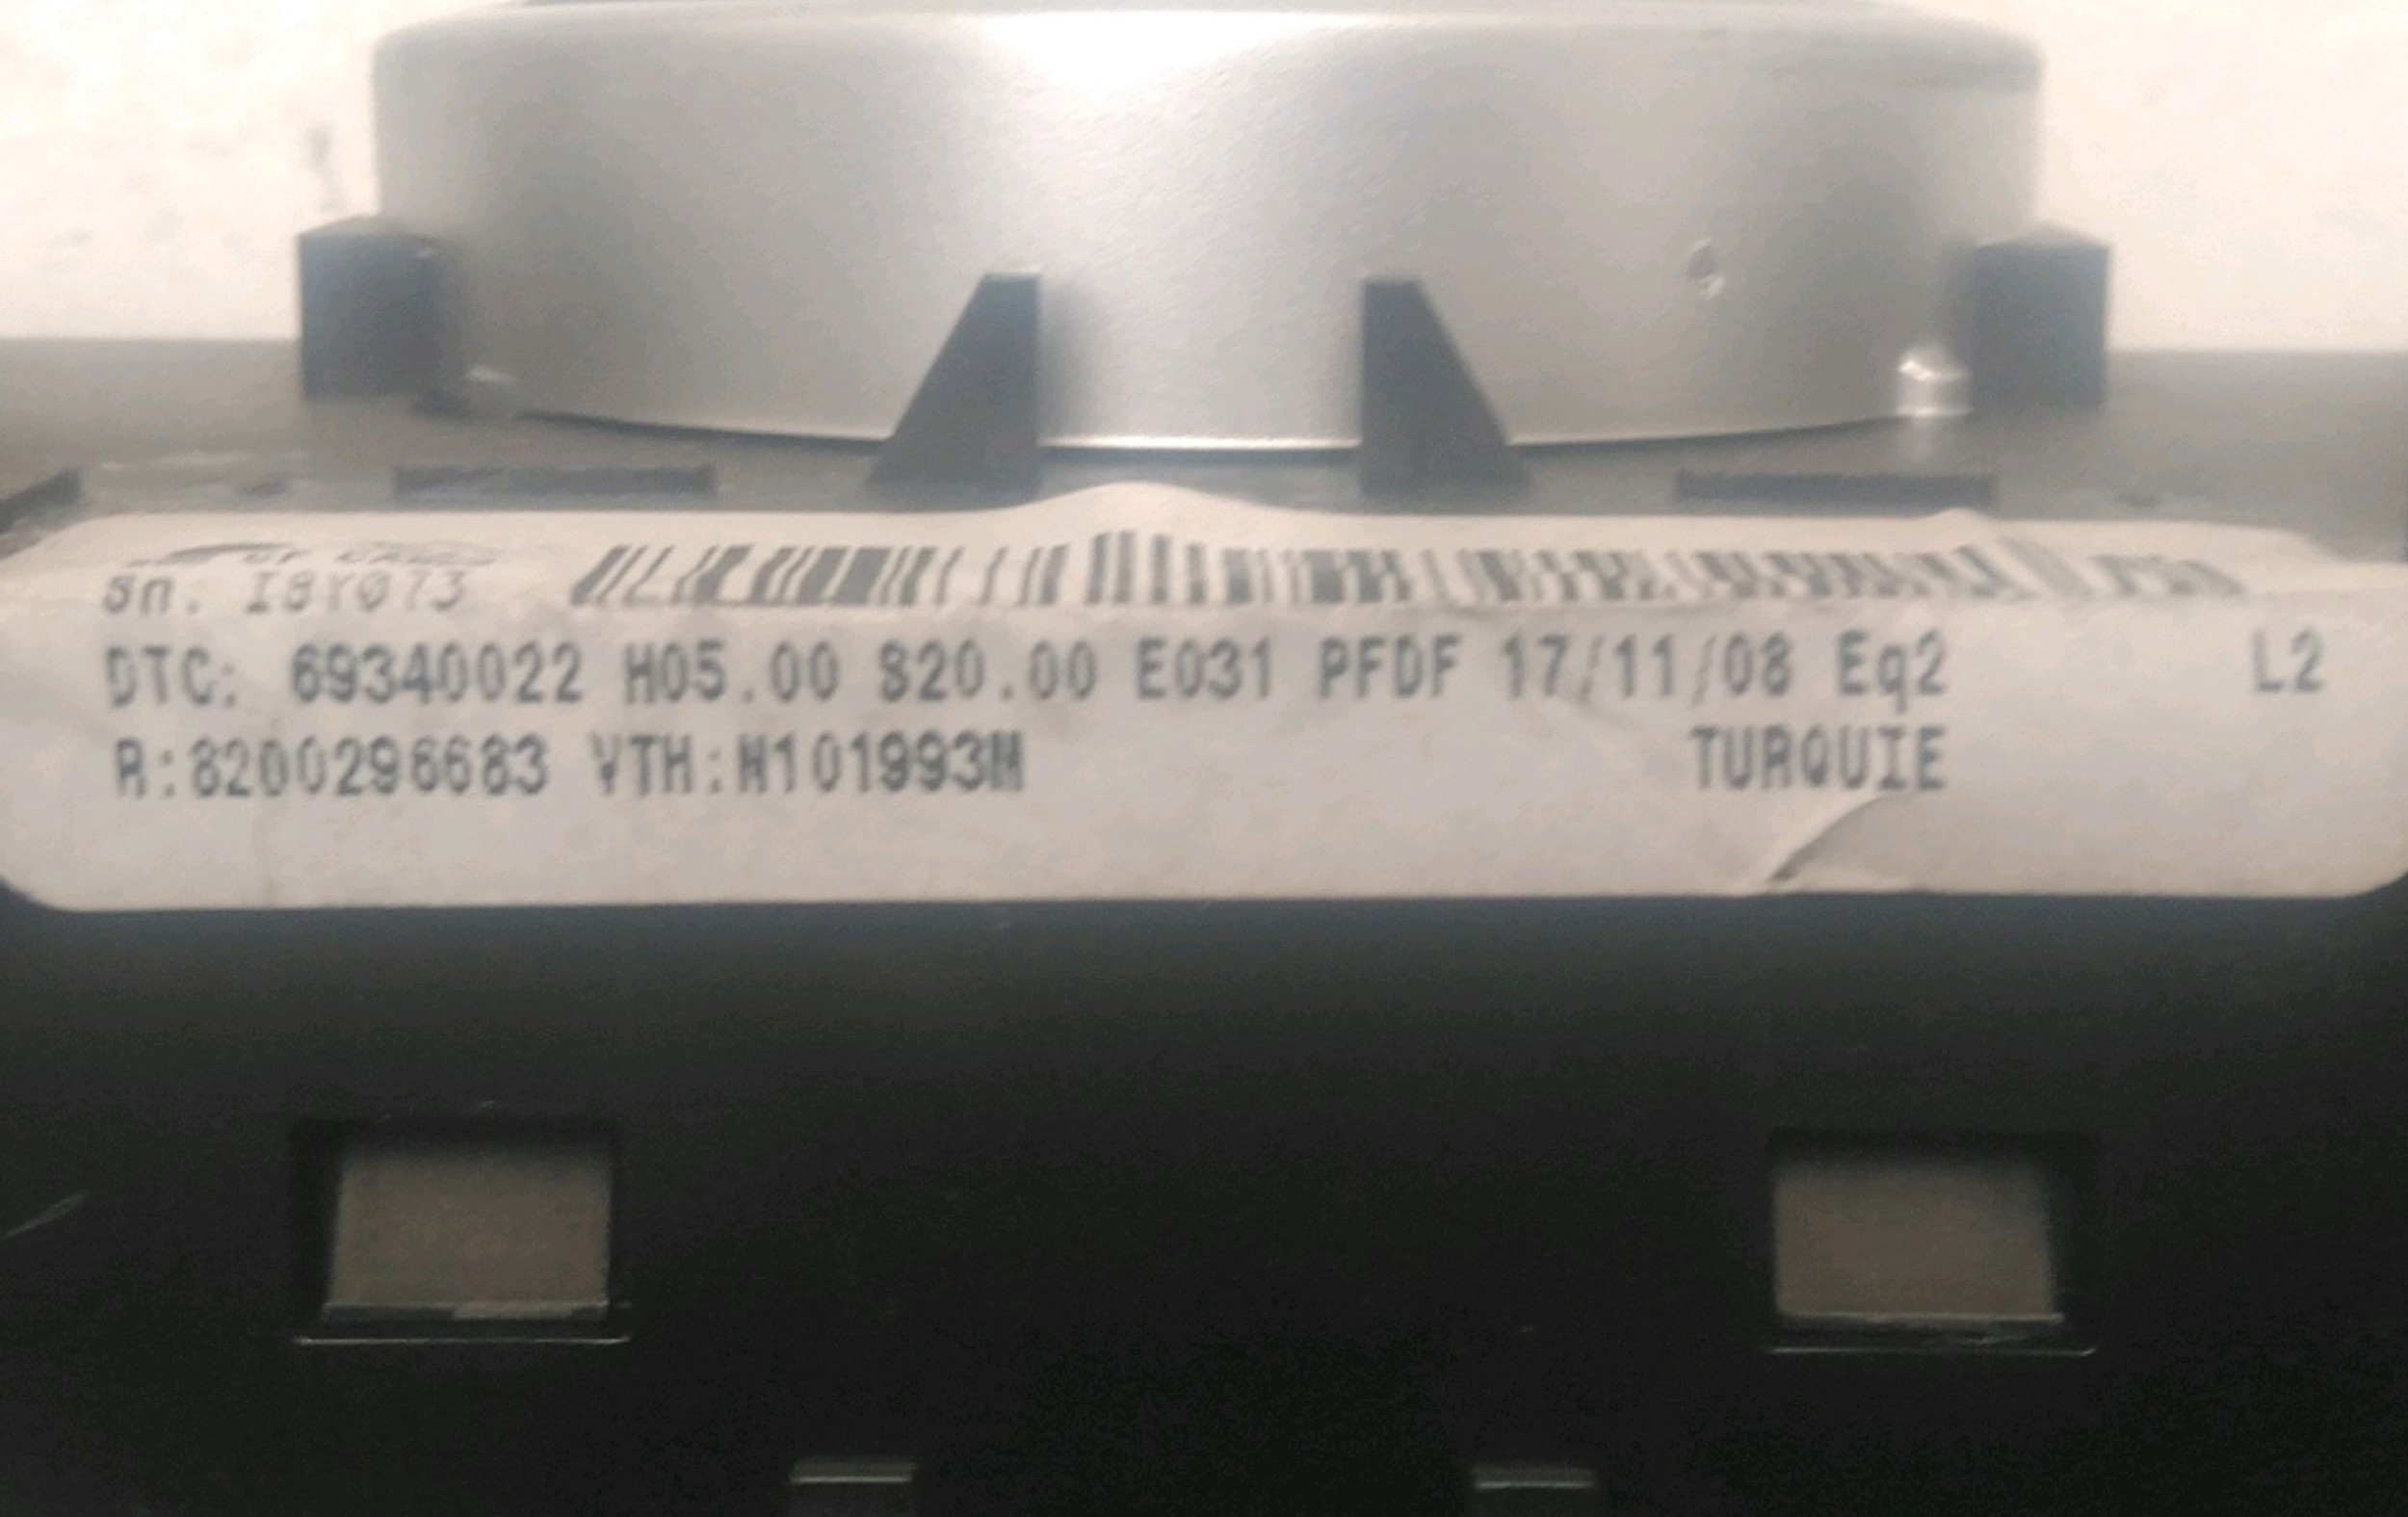 Sn. I8Y073
DTC: 69340022 H05.00 S20.00 E031 PFDF 17/11/08 Eq2 L2
R:8200296683 VTH:N101993M TURQUIE